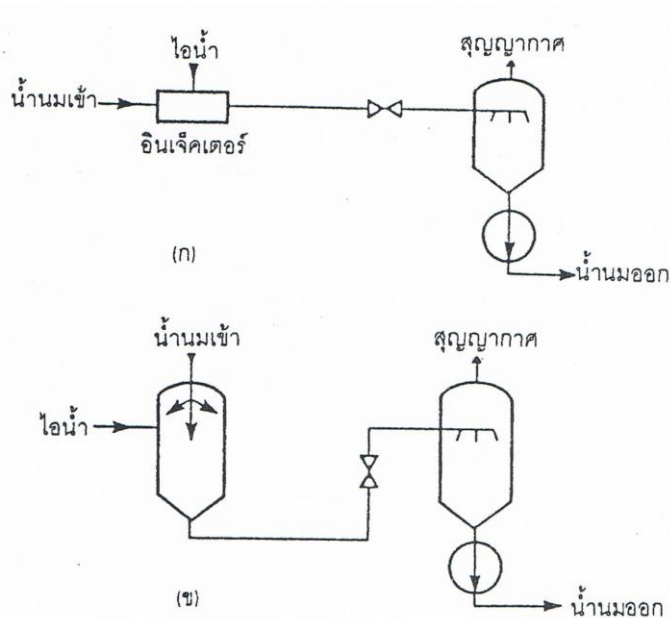 ไอน้ำ
สุญญากาศ
น้ำนมเข้า
อินเจ็คเตอร์
(ก)
น้ำนมออก
น้ำนมเข้า
สุญญากาศ
ไอน้ำ
(ข)
น้ำนมออก